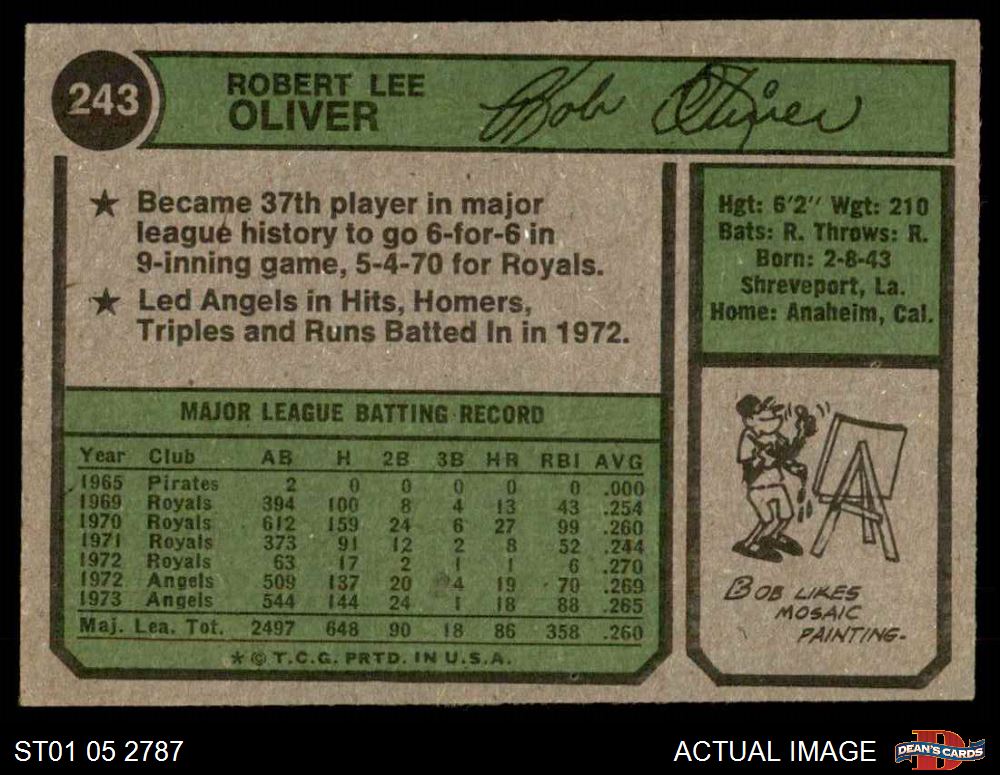 243
ROBERT LEE
OLIVER
Bob Oliver
★ Became 37th player in major
league history to go 6-for-6 in
9-inning game, 5-4-70 for Royals.
★ Led Angels in Hits, Homers,
Triples and Runs Batted In in 1972.
Hgt: 6'2" Wgt: 210
Bats: R. Throws: R.
Born: 2-8-43
Shreveport, La.
Home: Anaheim, Cal.
MAJOR LEAGUE BATTING RECORD
Year Club AB H 2B 3B HR RBI AVG
1965 Pirates 2 0 0 0 0 0 .000
1969 Royals 394 100 8 4 13 43 .254
1970 Royals 612 159 24 6 27 99 .260
1971 Royals 373 91 12 2 8 52 .244
1972 Royals 63 17 2 1 1 6 .270
1972 Angels 509 137 20 4 19 70 .269
1973 Angels 544 144 24 1 18 88 .265
Maj. Lea. Tot. 2497 648 90 18 86 358 .260
★ © T.C.G. PRTD. IN U.S.A.
BOB LIKES
MOSAIC
PAINTING.
ST01 05 2787
ACTUAL IMAGE
D
DEAN'S CARDS